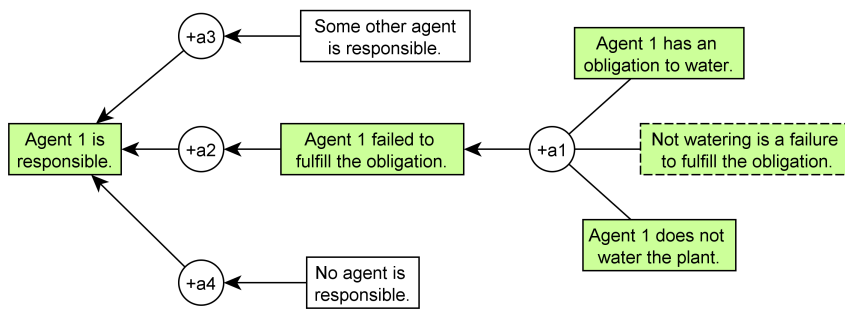 +a3
Some other agent
is responsible.
Agent 1 has an
obligation to water.
Agent 1 is
responsible.
+a2
Agent 1 failed to
fulfill the obligation.
+a1
Not watering is a failure
to fulfill the obligation.
Agent 1 does not
water the plant.
+a4
No agent is
responsible.